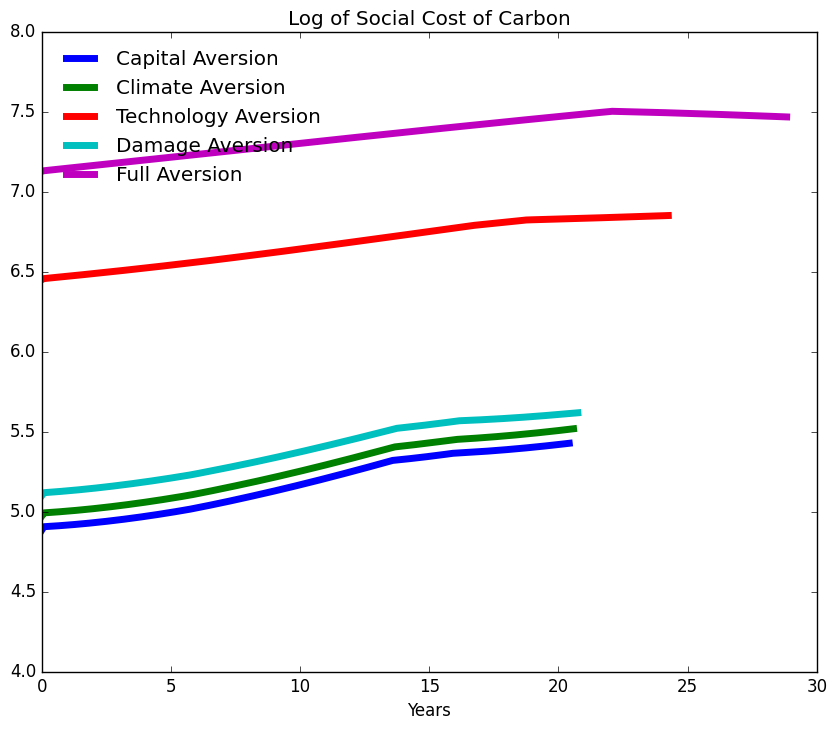 Log of Social Cost of Carbon
8.0
7.5
7.0
6.5
6.0
5.5
5.0
4.5
4.0
Capital Aversion
Climate Aversion
Technology Aversion
Damage Aversion
Full Aversion
0 5 10 15 20 25 30
Years